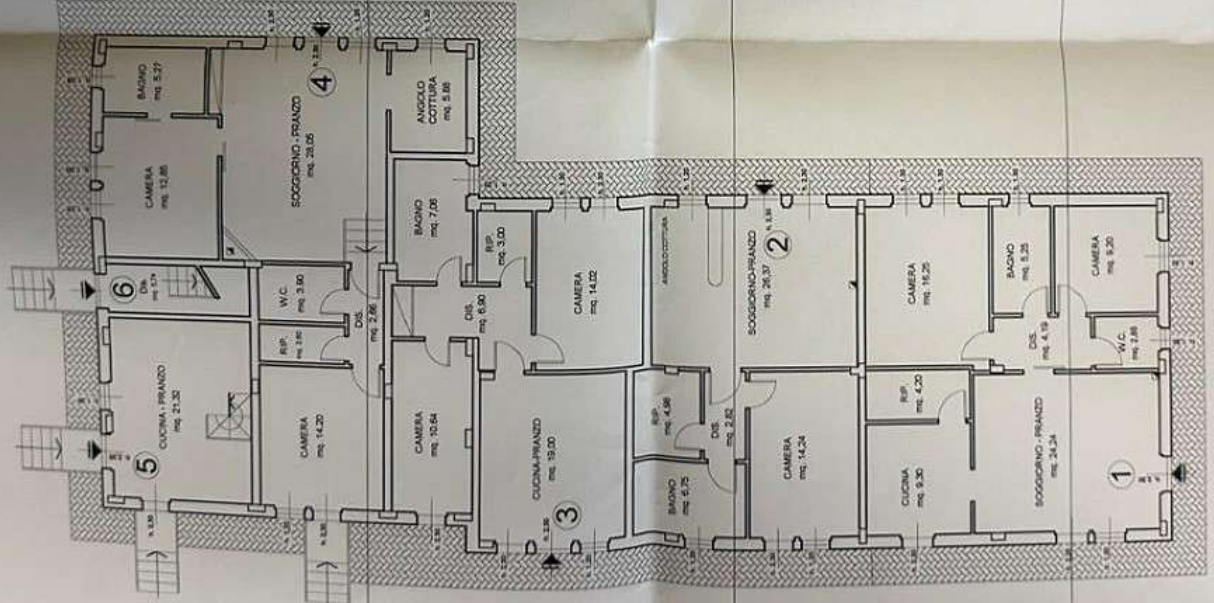 BAGNO
mq. 5.27
CAMERA
mq. 12,85
SOGGIORNO - PRANZO
mq. 28,05
4
h. 2,50
ANGOLO
COTTURA
mq. 5.88
6
DIS.
W.C.
mq. 3.90
RIP.
DIS.
mq. 2,66
BAGNO
mq. 7,06
RIP.
mq. 3,00
DIS.
mq. 6,90
CUCINA - PRANZO
mq. 21,32
5
CAMERA
mq. 14.20
CAMERA
mq. 10.64
CAMERA
mq. 14,02
CUCINA-PRANZO
mq. 19,00
3
ANGOLO COTTURA
SOGGIORNO-PRANZO
mq. 26,37
2
RIP.
mq. 4,98
DIS.
mq. 2,82
BAGNO
mq. 6,75
CAMERA
mq. 14,24
CAMERA
mq. 16,25
BAGNO
mq. 5,25
CAMERA
mq. 9,20
DIS.
mq. 4,19
W.C.
RIP.
mq. 4,20
CUCINA
mq. 9,30
SOGGIORNO - PRANZO
mq. 24,24
1